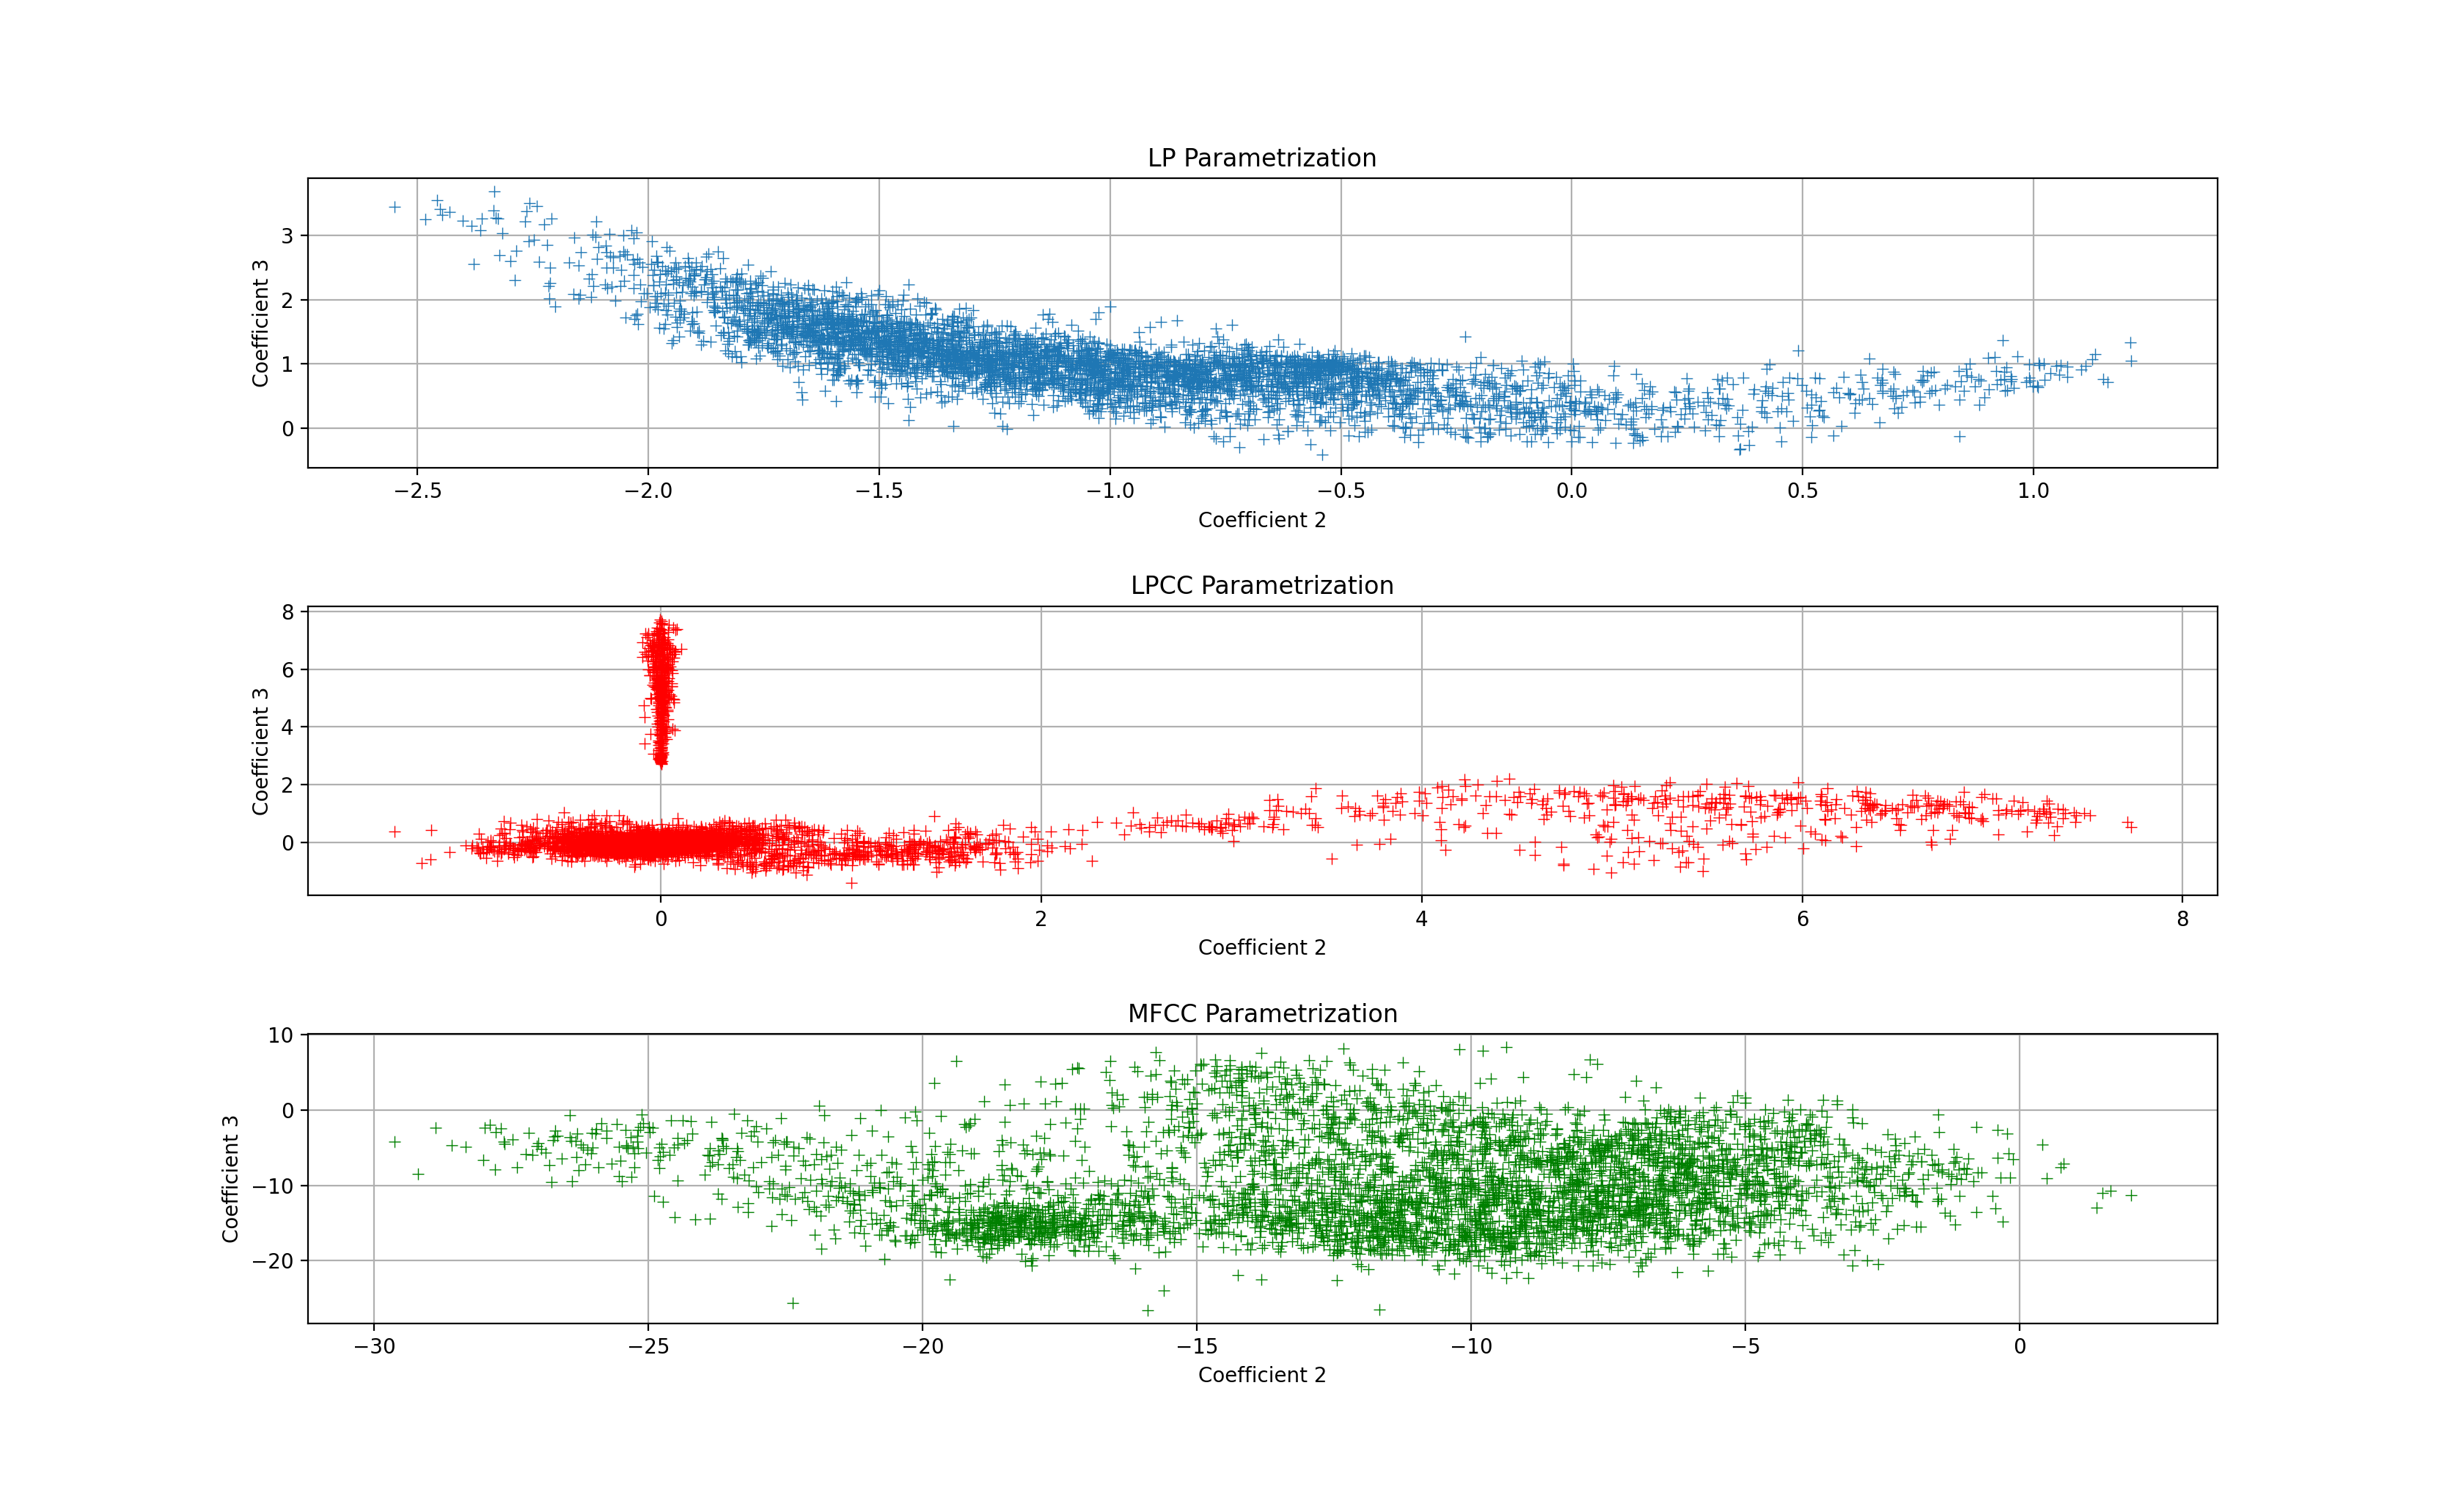 LP Parametrization
3
2
1
0
Coefficient 3
−2.5 −2.0 −1.5 −1.0 −0.5 0.0 0.5 1.0
Coefficient 2
LPCC Parametrization
8
6
4
2
0
Coefficient 3
0 2 4 6 8
Coefficient 2
MFCC Parametrization
10
0
−10
−20
Coefficient 3
−30 −25 −20 −15 −10 −5 0
Coefficient 2